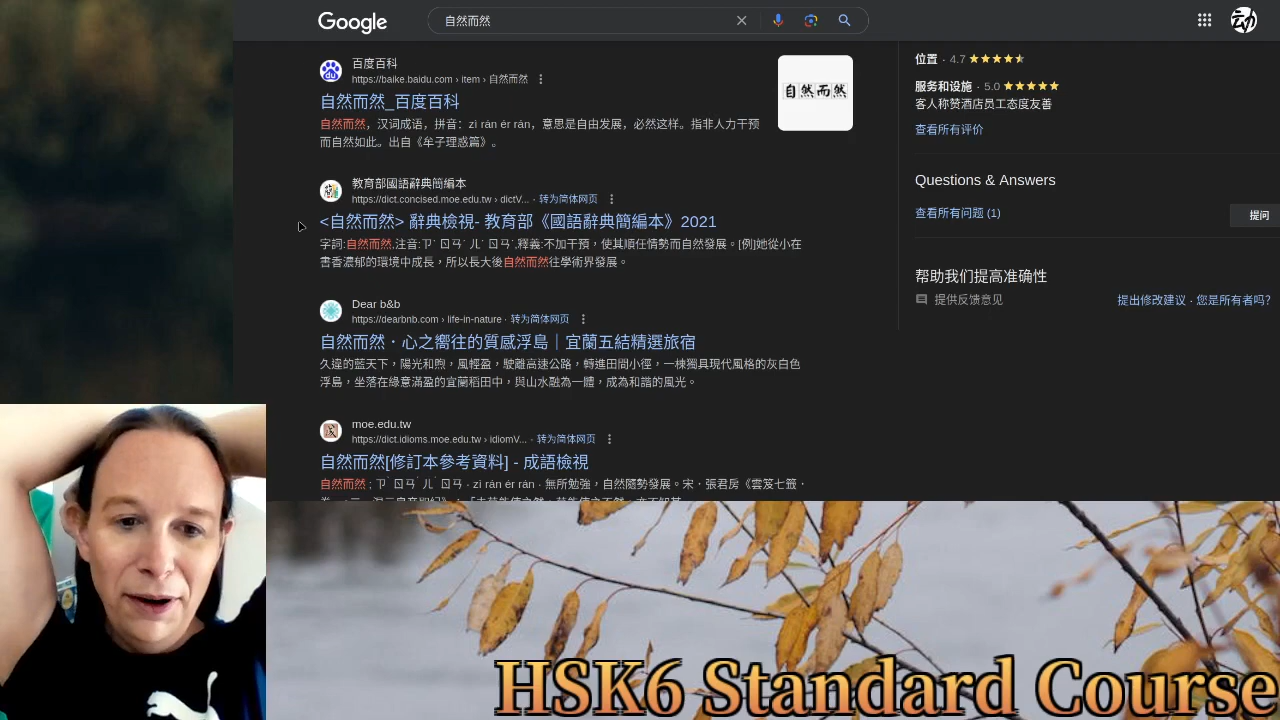 Google
自然而然
百度百科
https://baike.baidu.com › item › 自然而然
自然而然_百度百科
自然而然，汉词成语，拼音：zì rán ér rán，意思是自由发展，必然这样。指非人力干预
而自然如此。出自《牟子理惑篇》。
自然而然
教育部國語辭典簡編本
https://dict.concised.moe.edu.tw › dictV... · 转为简体网页
<自然而然> 辭典檢視- 教育部《國語辭典簡編本》2021
字詞:自然而然,注音:ㄗˋ ㄖㄢˊ ㄦˊ ㄖㄢˊ,釋義:不加干預，使其順任情勢而自然發展。[例]她從小在
書香濃郁的環境中成長，所以長大後自然而然往學術界發展。
Dear b&b
https://dearbnb.com › life-in-nature · 转为简体网页
自然而然．心之嚮往的質感浮島｜宜蘭五結精選旅宿
久違的藍天下，陽光和煦，風輕盈，駛離高速公路，轉進田間小徑，一棟獨具現代風格的灰白色
浮島，坐落在綠意滿盈的宜蘭稻田中，與山水融為一體，成為和諧的風光。
moe.edu.tw
https://dict.idioms.moe.edu.tw › idiomV... · 转为简体网页
自然而然[修訂本參考資料] - 成語檢視
自然而然 ; ㄗˋ ㄖㄢˊ ㄦˊ ㄖㄢˊ · zì rán ér rán · 無所勉強，自然隨勢發展。宋．張君房《雲笈七籤．
位置 · 4.7
服务和设施 · 5.0
客人称赞酒店员工态度友善
查看所有评价
Questions & Answers
查看所有问题 (1)
提问
帮助我们提高准确性
提供反馈意见
提出修改建议 · 您是所有者吗?
HSK6 Standard Course